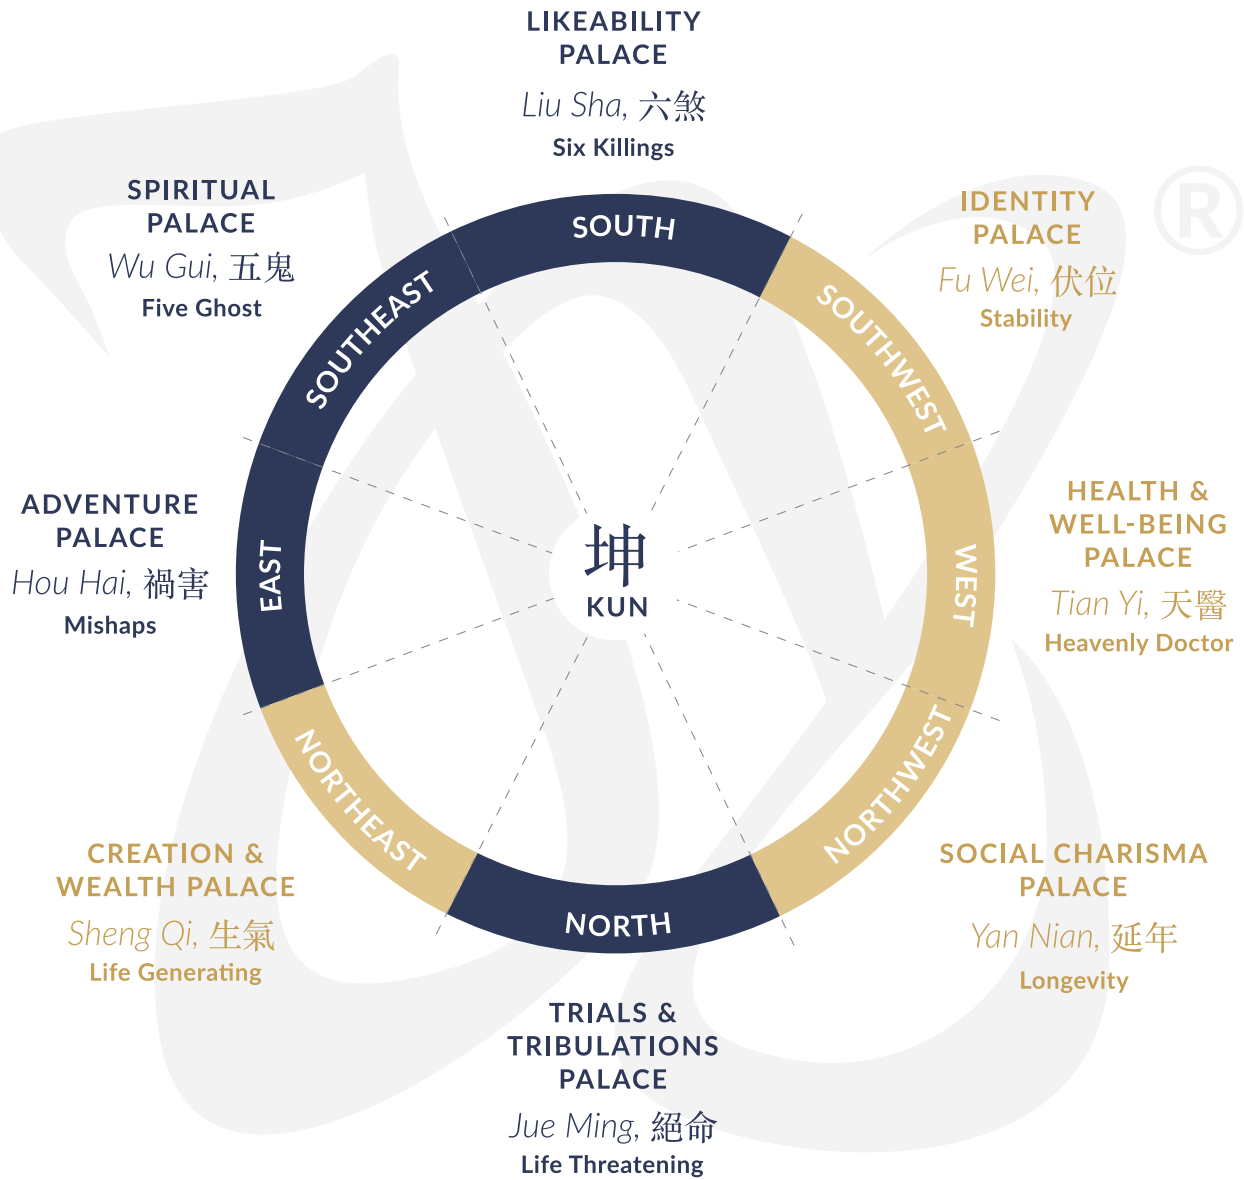 LIKEABILITY
PALACE
Liu Sha, 六煞
Six Killings
SPIRITUAL
PALACE
Wu Gui, 五鬼
Five Ghost
IDENTITY
PALACE
Fu Wei, 伏位
Stability
®
SOUTH
SOUTHEAST
SOUTHWEST
ADVENTURE
PALACE
Hou Hai, 禍害
Mishaps
EAST
坤
KUN
WEST
HEALTH &
WELL-BEING
PALACE
Tian Yi, 天醫
Heavenly Doctor
NORTHEAST
NORTHWEST
NORTH
CREATION &
WEALTH PALACE
Sheng Qi, 生氣
Life Generating
SOCIAL CHARISMA
PALACE
Yan Nian, 延年
Longevity
TRIALS &
TRIBULATIONS
PALACE
Jue Ming, 絕命
Life Threatening